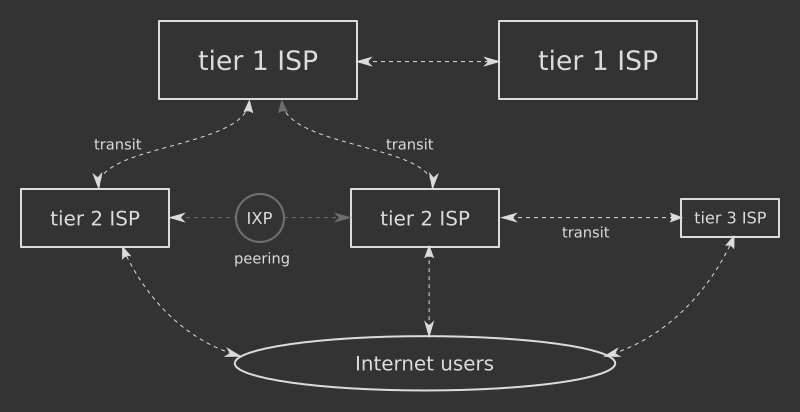 tier 1 ISP
tier 1 ISP
transit
transit
tier 2 ISP
IXP
tier 2 ISP
tier 3 ISP
transit
peering
Internet users